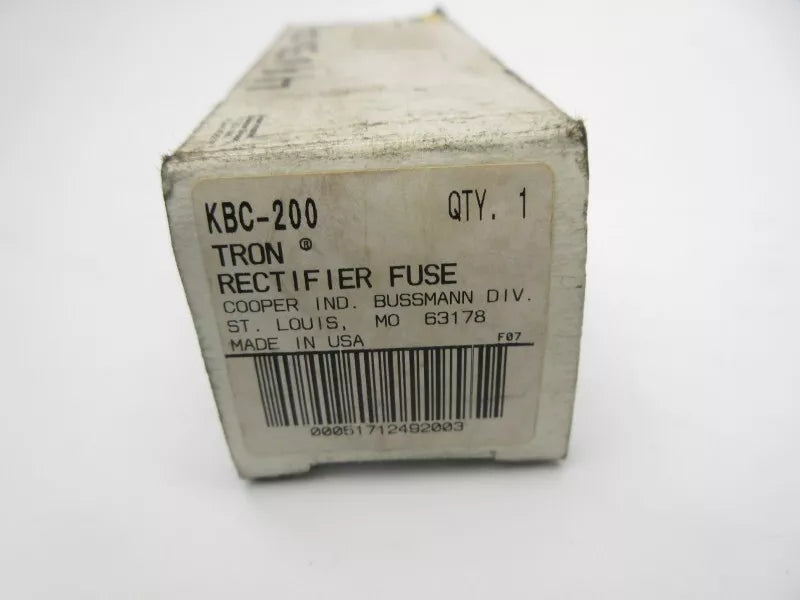 KBC-200 QTY. 1
TRON ®
RECTIFIER FUSE
COOPER IND. BUSSMANN DIV.
ST. LOUIS, MO 63178
MADE IN USA F07
00051712492003